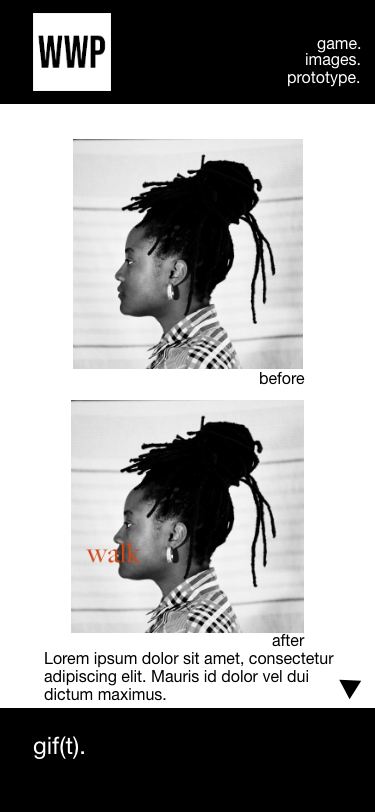 WWP
game.
images.
prototype.
before
walk
after
Lorem ipsum dolor sit amet, consectetur
adipiscing elit. Mauris id dolor vel dui
dictum maximus.
gif(t).